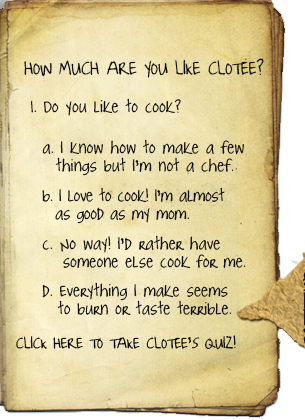 HOW MUCH ARE YOU LIKE CLOTEE?
1. Do you like to cook?
a. I know how to make a few
things but I'm not a chef.
b. I love to cook! I'm almost
as good as my mom.
c. No way! I'd rather have
someone else cook for me.
D. Everything I make seems
to burn or taste terrible.
CLICK HERE TO TAKE CLOTEE'S QUIZ!